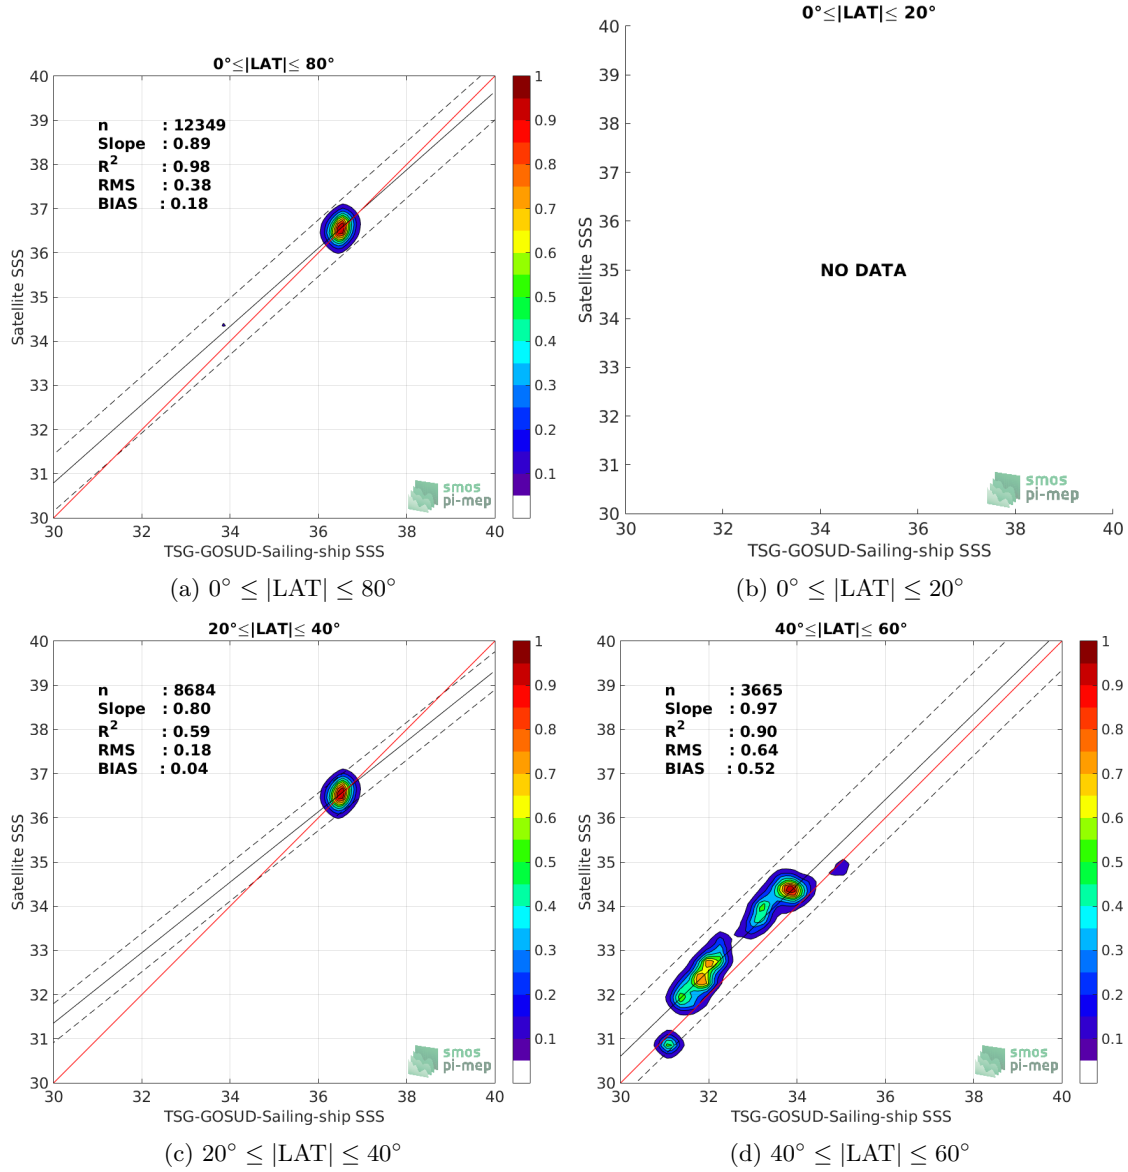 0°≤|LAT|≤ 80°
n : 12349
Slope : 0.89
R² : 0.98
RMS : 0.38
BIAS : 0.18
40
39
38
37
36
35
34
33
32
31
30
30 32 34 36 38 40
Satellite SSS
TSG-GOSUD-Sailing-ship SSS
1
0.9
0.8
0.7
0.6
0.5
0.4
0.3
0.2
0.1
smos
pi-mep
(a) 0° ≤ |LAT| ≤ 80°
0°≤|LAT|≤ 20°
40
39
38
37
36
35
34
33
32
31
30
30 32 34 36 38 40
Satellite SSS
NO DATA
TSG-GOSUD-Sailing-ship SSS
smos
pi-mep
(b) 0° ≤ |LAT| ≤ 20°
20°≤|LAT|≤ 40°
n : 8684
Slope : 0.80
R² : 0.59
RMS : 0.18
BIAS : 0.04
40
39
38
37
36
35
34
33
32
31
30
30 32 34 36 38 40
Satellite SSS
TSG-GOSUD-Sailing-ship SSS
1
0.9
0.8
0.7
0.6
0.5
0.4
0.3
0.2
0.1
smos
pi-mep
(c) 20° ≤ |LAT| ≤ 40°
40°≤|LAT|≤ 60°
n : 3665
Slope : 0.97
R² : 0.90
RMS : 0.64
BIAS : 0.52
40
39
38
37
36
35
34
33
32
31
30
30 32 34 36 38 40
Satellite SSS
TSG-GOSUD-Sailing-ship SSS
1
0.9
0.8
0.7
0.6
0.5
0.4
0.3
0.2
0.1
smos
pi-mep
(d) 40° ≤ |LAT| ≤ 60°